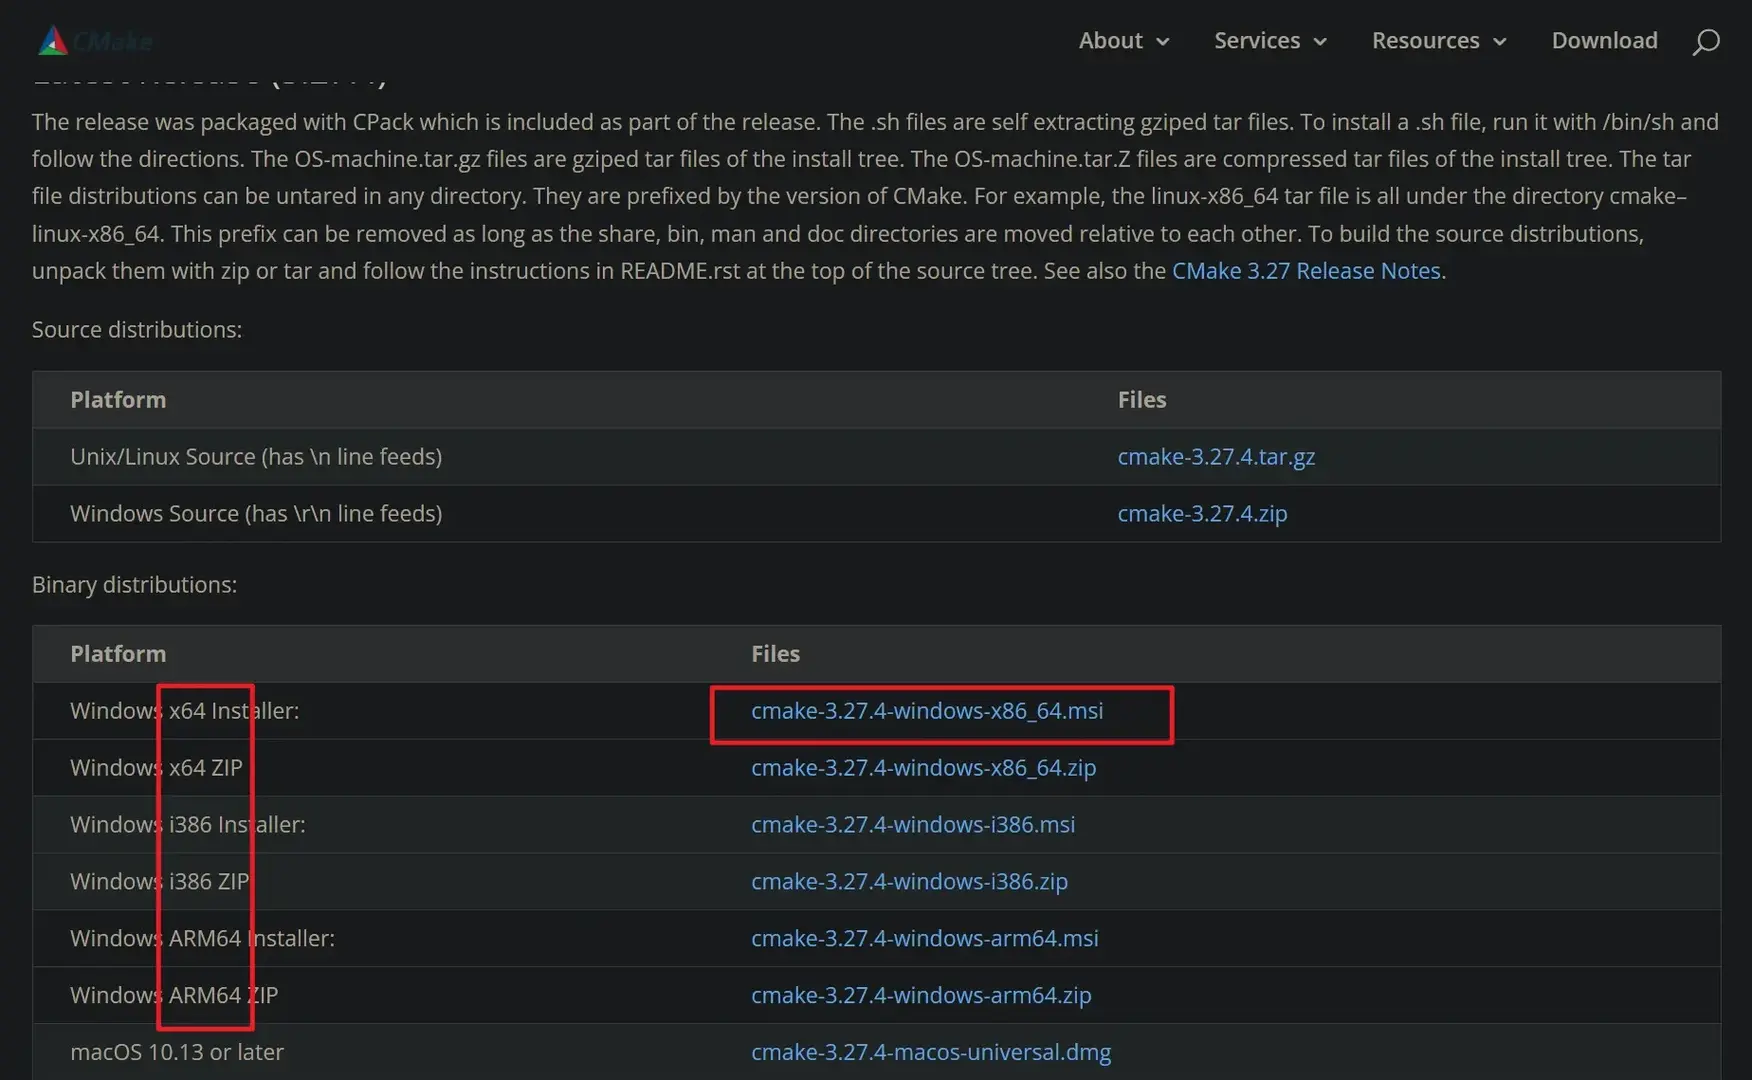 CMake
About
Services
Resources
Download
The release was packaged with CPack which is included as part of the release. The .sh files are self extracting gziped tar files. To install a .sh file, run it with /bin/sh and
follow the directions. The OS-machine.tar.gz files are gziped tar files of the install tree. The OS-machine.tar.Z files are compressed tar files of the install tree. The tar
file distributions can be untared in any directory. They are prefixed by the version of CMake. For example, the linux-x86_64 tar file is all under the directory cmake–
linux-x86_64. This prefix can be removed as long as the share, bin, man and doc directories are moved relative to each other. To build the source distributions,
unpack them with zip or tar and follow the instructions in README.rst at the top of the source tree. See also the CMake 3.27 Release Notes.
Source distributions:
Platform Files
Unix/Linux Source (has \n line feeds) cmake-3.27.4.tar.gz
Windows Source (has \r\n line feeds) cmake-3.27.4.zip
Binary distributions:
Platform Files
Windows x64 Installer: cmake-3.27.4-windows-x86_64.msi
Windows x64 ZIP cmake-3.27.4-windows-x86_64.zip
Windows i386 Installer: cmake-3.27.4-windows-i386.msi
Windows i386 ZIP cmake-3.27.4-windows-i386.zip
Windows ARM64 Installer: cmake-3.27.4-windows-arm64.msi
Windows ARM64 ZIP cmake-3.27.4-windows-arm64.zip
macOS 10.13 or later cmake-3.27.4-macos-universal.dmg